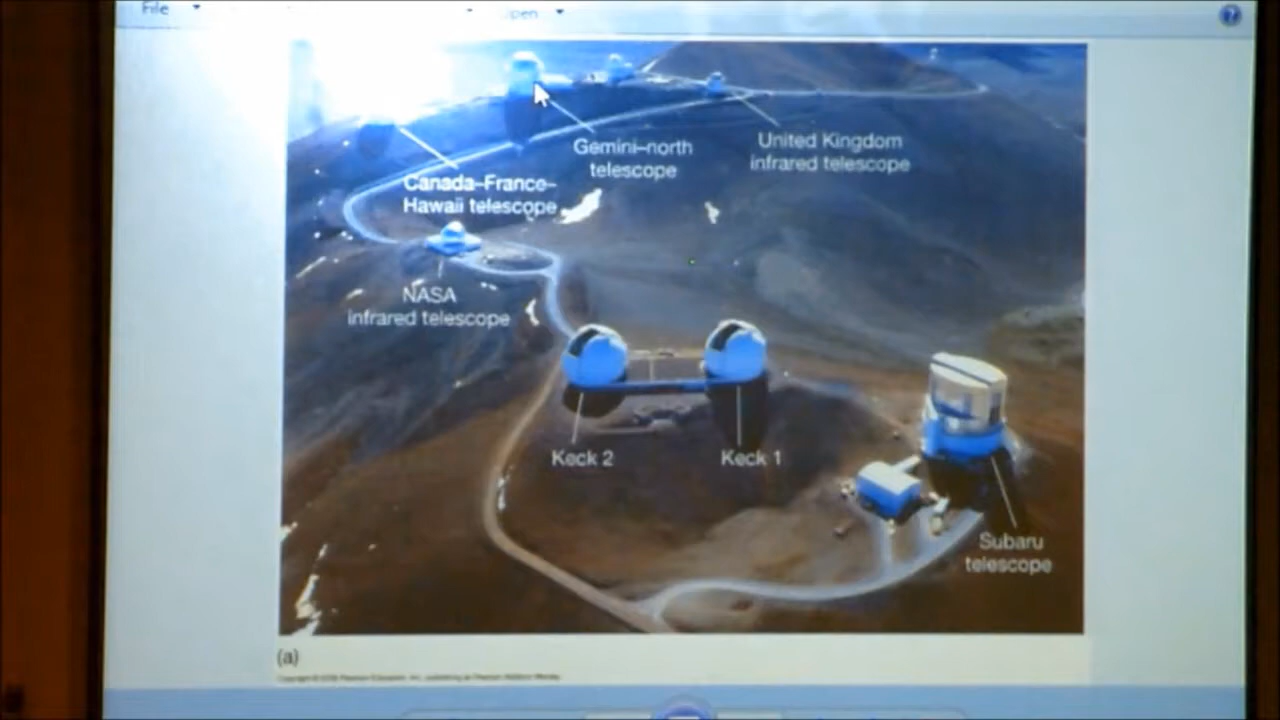 File
Open
Gemini–north
telescope
United Kingdom
infrared telescope
Canada–France–
Hawaii telescope
NASA
infrared telescope
Keck 2
Keck 1
Subaru
telescope
(a)